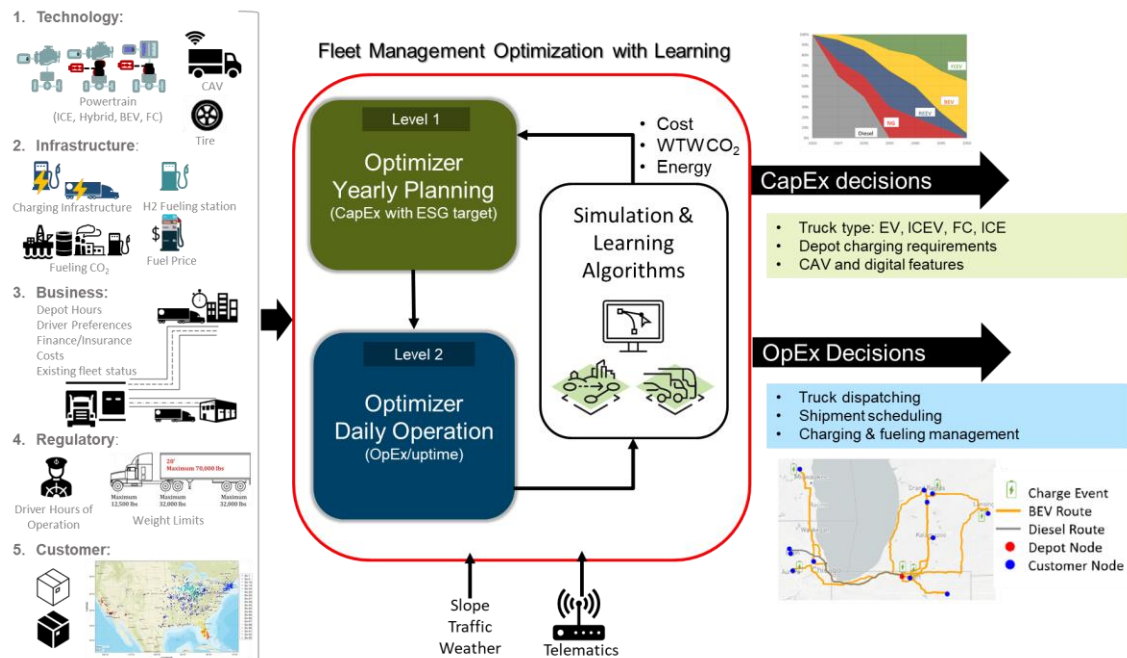 1. Technology:
CAV
Powertrain
(ICE, Hybrid, BEV, FC)
Tire
2. Infrastructure:
Charging Infrastructure
H2 Fueling station
Fueling CO2
$
Fuel Price
3. Business:
Depot Hours
Driver Preferences
Finance/Insurance
Costs
Existing fleet status
4. Regulatory:
20'
Maximum 70,000 lbs
Maximum
12,500 lbs
Maximum
32,000 lbs
Maximum
32,000 lbs
Driver Hours of
Operation
Weight Limits
5. Customer:
Fleet Management Optimization with Learning
Level 1
Optimizer
Yearly Planning
(CapEx with ESG target)
Level 2
Optimizer
Daily Operation
(OpEx/uptime)
• Cost
• WTW CO2
• Energy
Simulation &
Learning
Algorithms
Slope
Traffic
Weather
Telematics
FCEV
BEV
REEV
NG
Diesel
CapEx decisions
• Truck type: EV, ICEV, FC, ICE
• Depot charging requirements
• CAV and digital features
OpEx Decisions
• Truck dispatching
• Shipment scheduling
• Charging & fueling management
Charge Event
BEV Route
Diesel Route
Depot Node
Customer Node